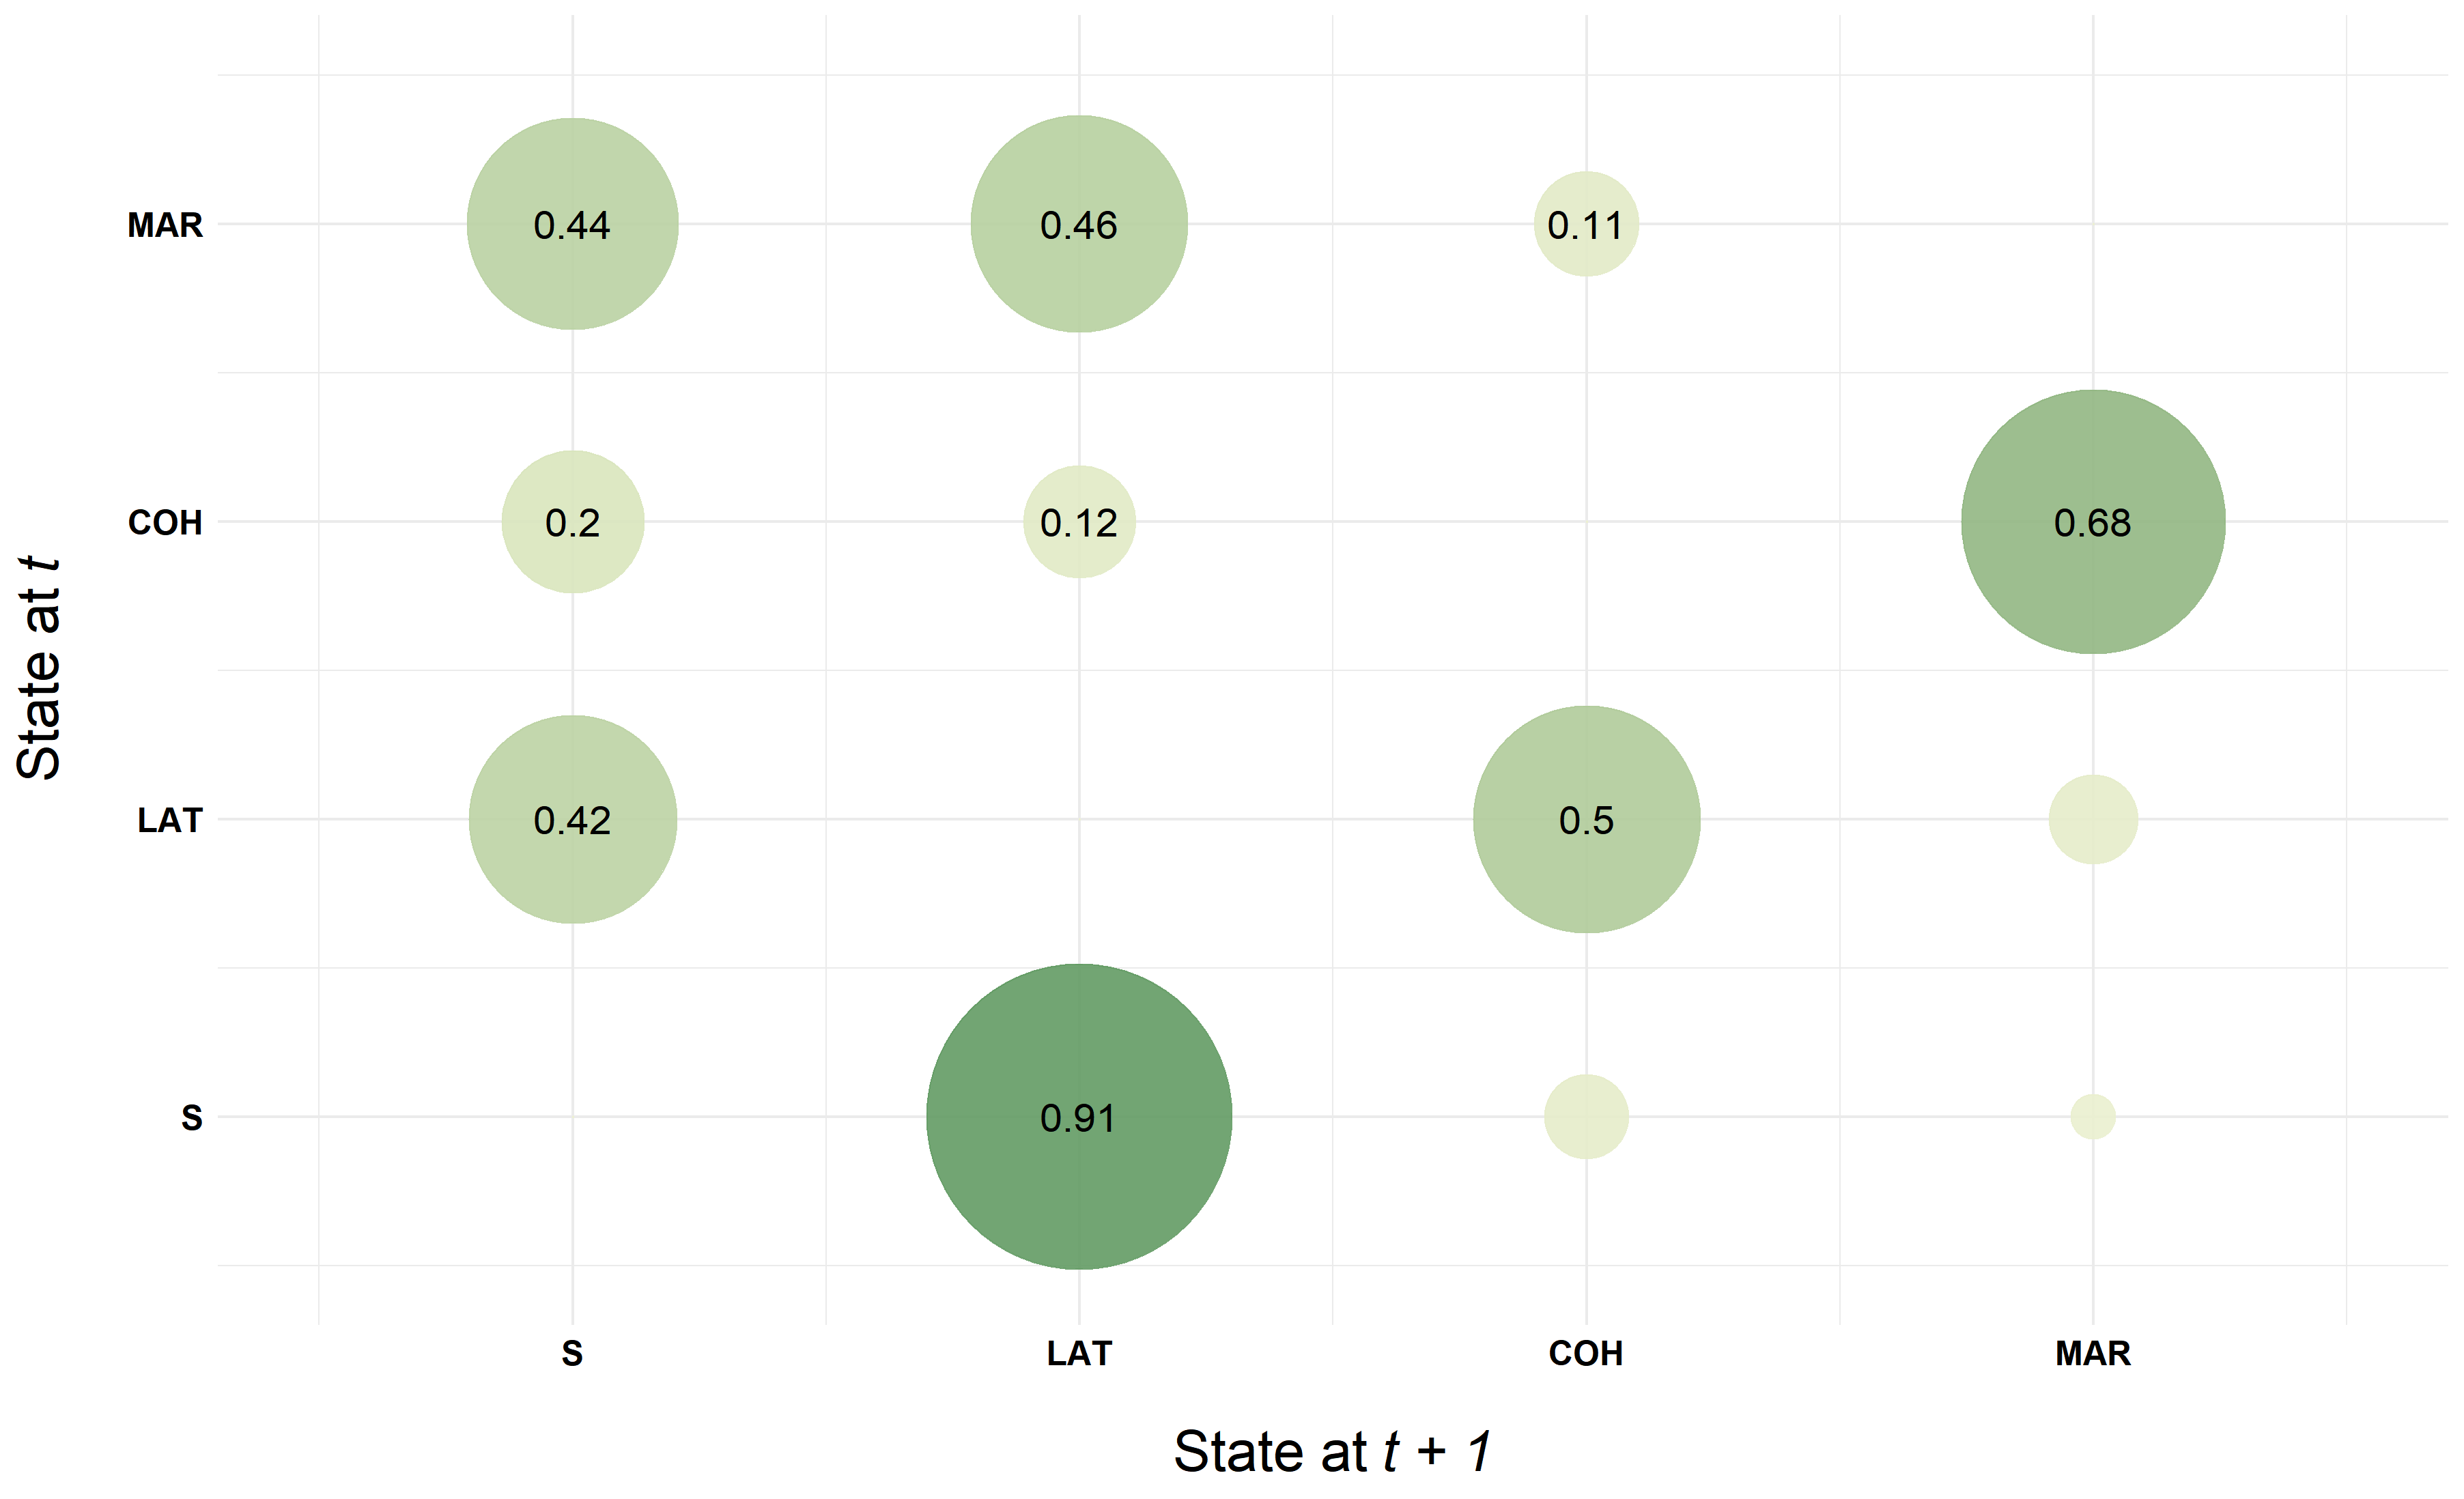 MAR 0.44 0.46 0.11
COH 0.2 0.12 0.68
State at t
LAT 0.42 0.5
S 0.91
S LAT COH MAR
State at t + 1